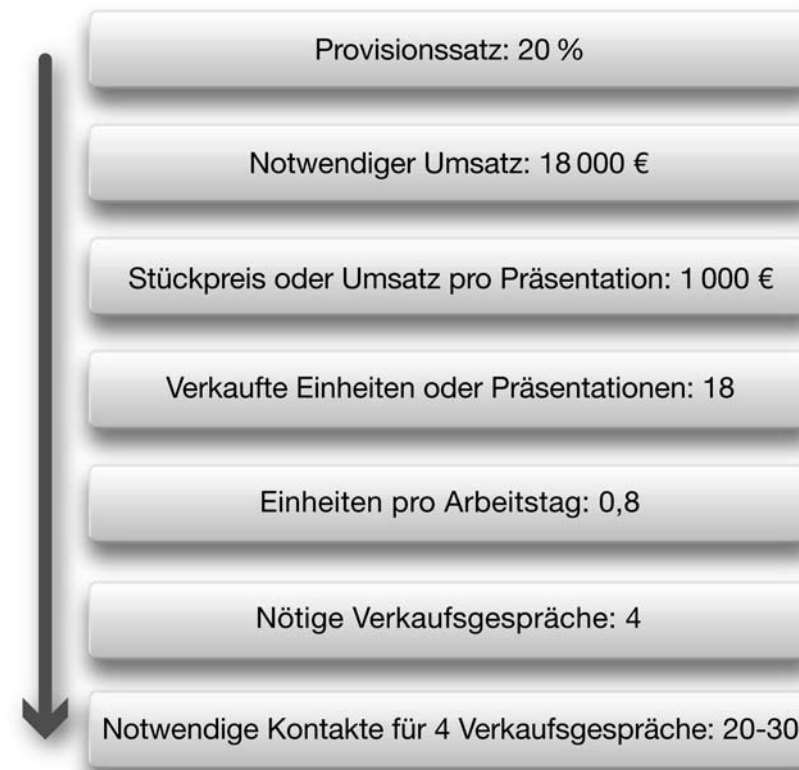 Provisionssatz: 20 %
Notwendiger Umsatz: 18 000 €
Stückpreis oder Umsatz pro Präsentation: 1 000 €
Verkaufte Einheiten oder Präsentationen: 18
Einheiten pro Arbeitstag: 0,8
Nötige Verkaufsgespräche: 4
Notwendige Kontakte für 4 Verkaufsgespräche: 20-30